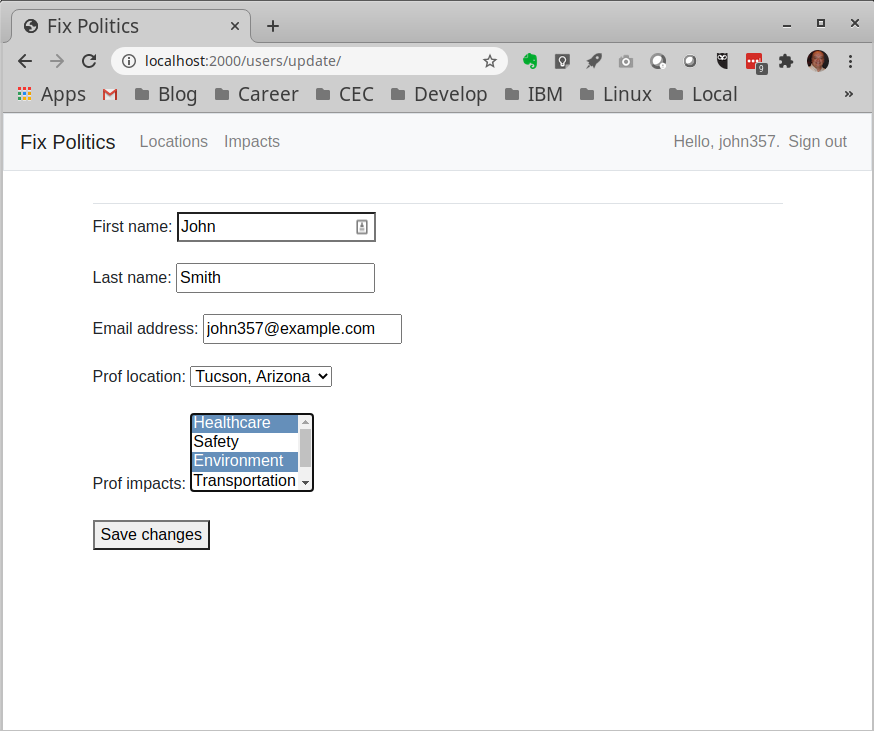 Fix Politics
localhost:2000/users/update/
9
Apps Blog Career CEC Develop IBM Linux Local »
Fix Politics Locations Impacts Hello, john357. Sign out
First name: John
Last name: Smith
Email address: john357@example.com
Prof location: Tucson, Arizona
Healthcare
Safety
Environment
Transportation
Prof impacts:
Save changes